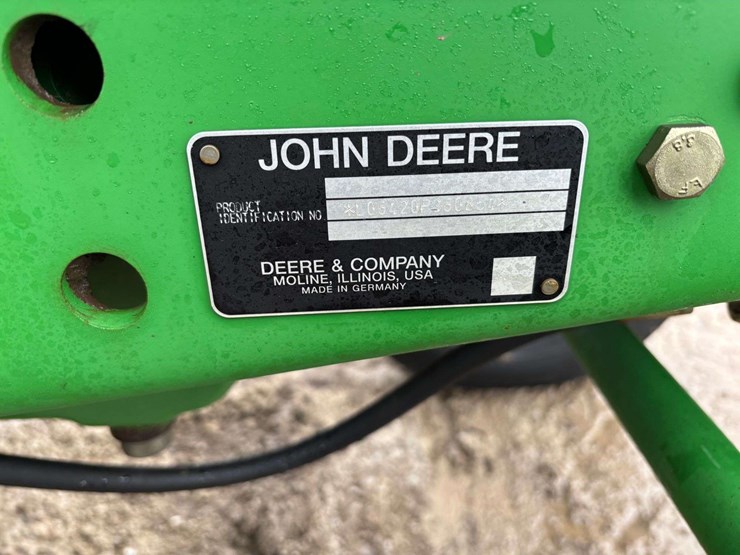 JOHN DEERE
PRODUCT
IDENTIFICATION NO
DEERE & COMPANY
MOLINE, ILLINOIS, USA
MADE IN GERMANY